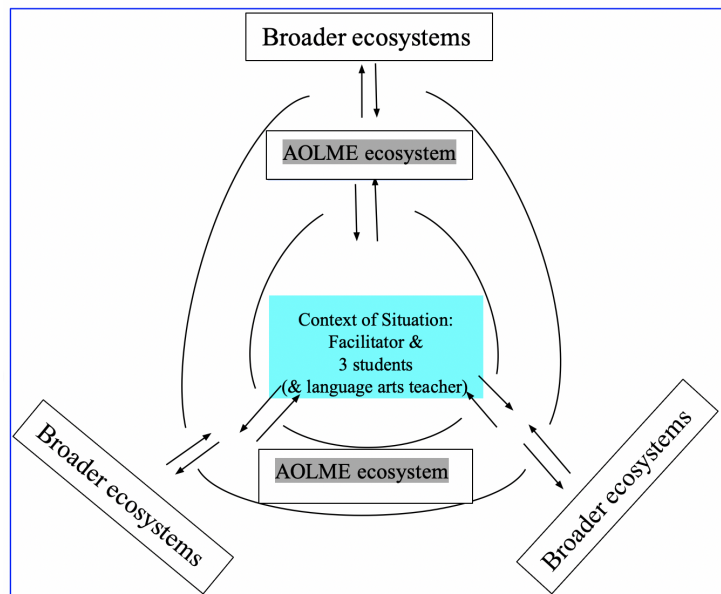 Broader ecosystems
AOLME ecosystem
Context of Situation:
Facilitator &
3 students
(& language arts teacher)
Broader ecosystems
AOLME ecosystem
Broader ecosystems